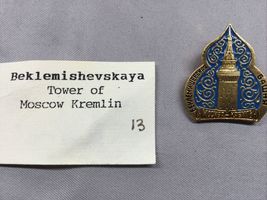 Beklemishevskaya
Tower of
Moscow Kremlin
13